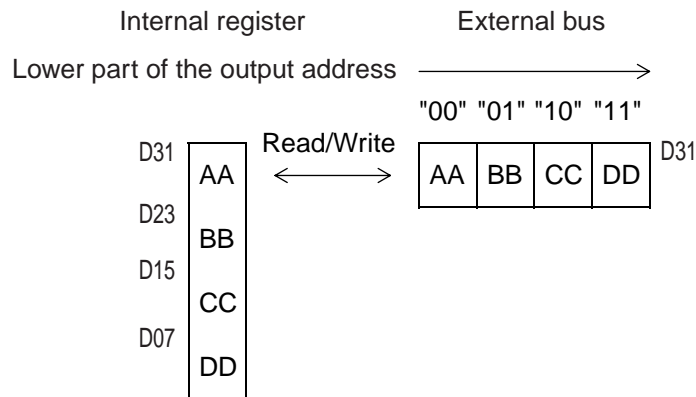 Internal register External bus
Lower part of the output address
"00" "01" "10" "11"
D31 Read/Write D31
AA AA BB CC DD
D23
BB
D15
CC
D07
DD